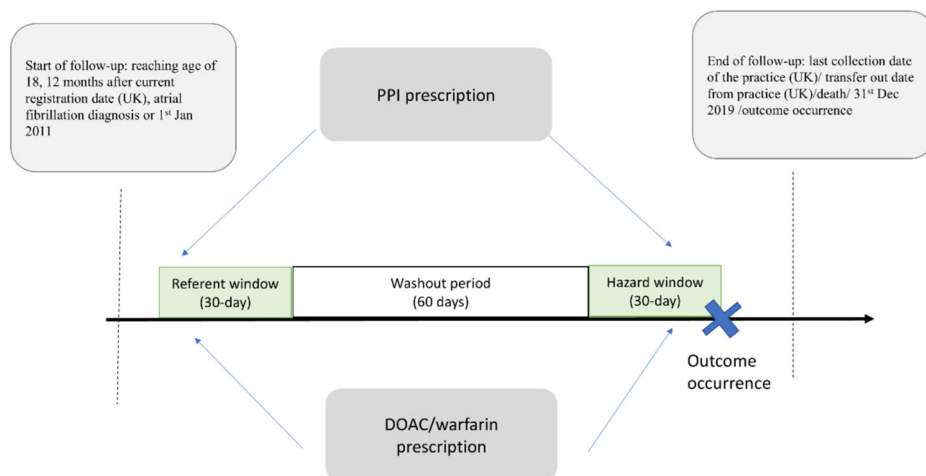 Start of follow-up: reaching age of
18, 12 months after current
registration date (UK), atrial
fibrillation diagnosis or 1st Jan
2011
PPI prescription
End of follow-up: last collection date
of the practice (UK)/ transfer out date
from practice (UK)/death/ 31st Dec
2019 /outcome occurrence
Referent window
(30-day)
Washout period
(60 days)
Hazard window
(30-day)
Outcome
occurrence
DOAC/warfarin
prescription